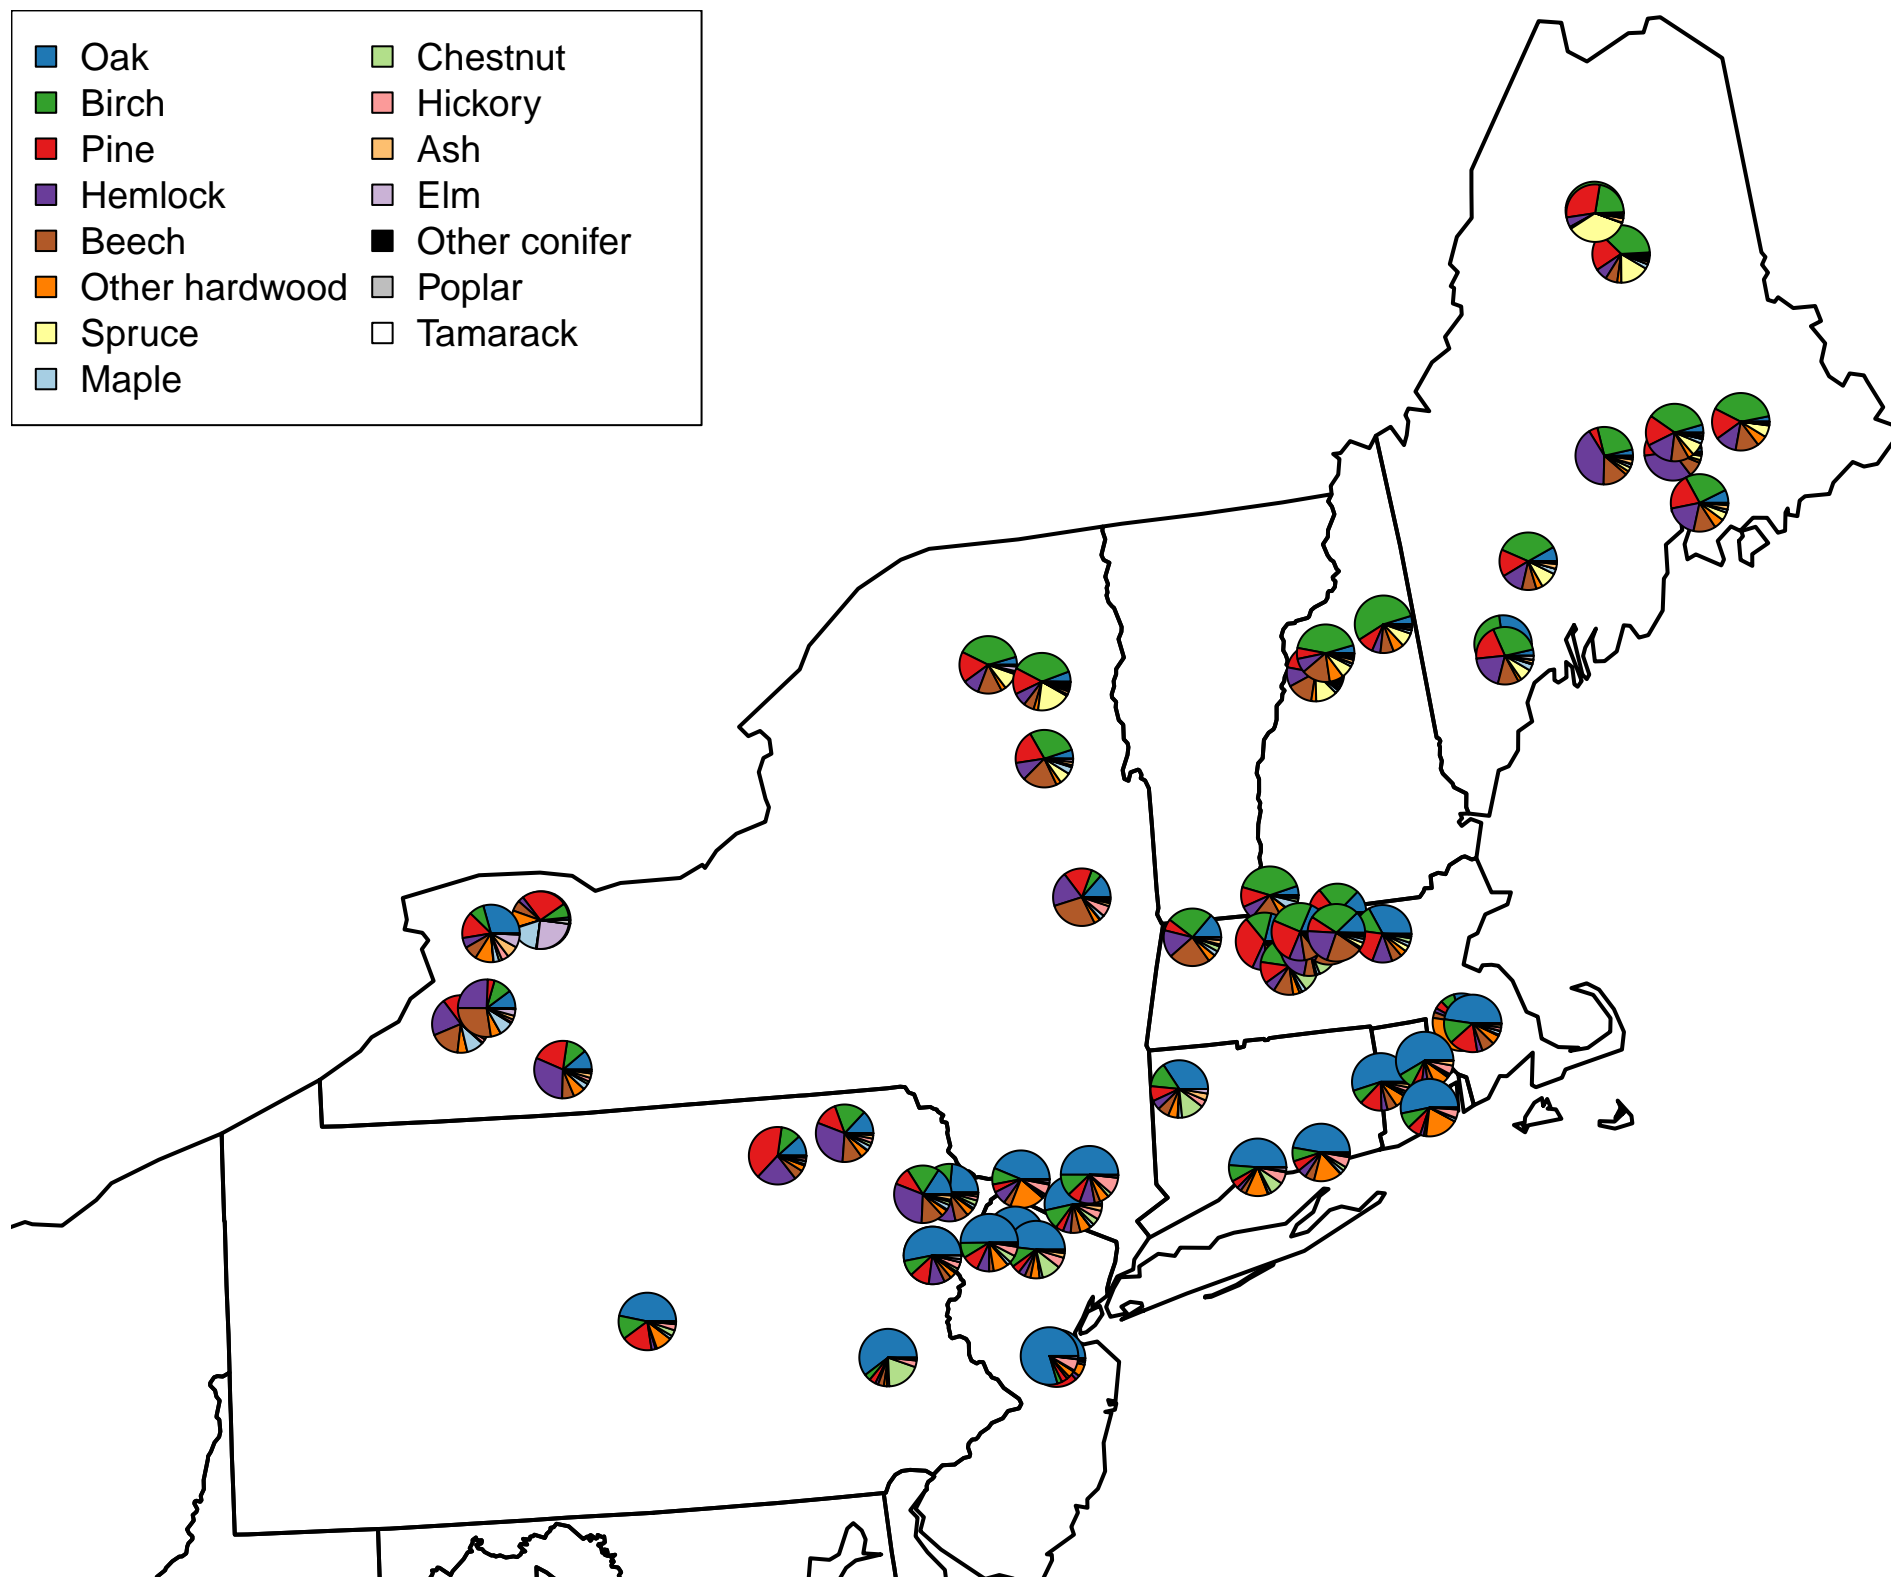 Oak
Birch
Pine
Hemlock
Beech
Other hardwood
Spruce
Maple
Chestnut
Hickory
Ash
Elm
Other conifer
Poplar
Tamarack